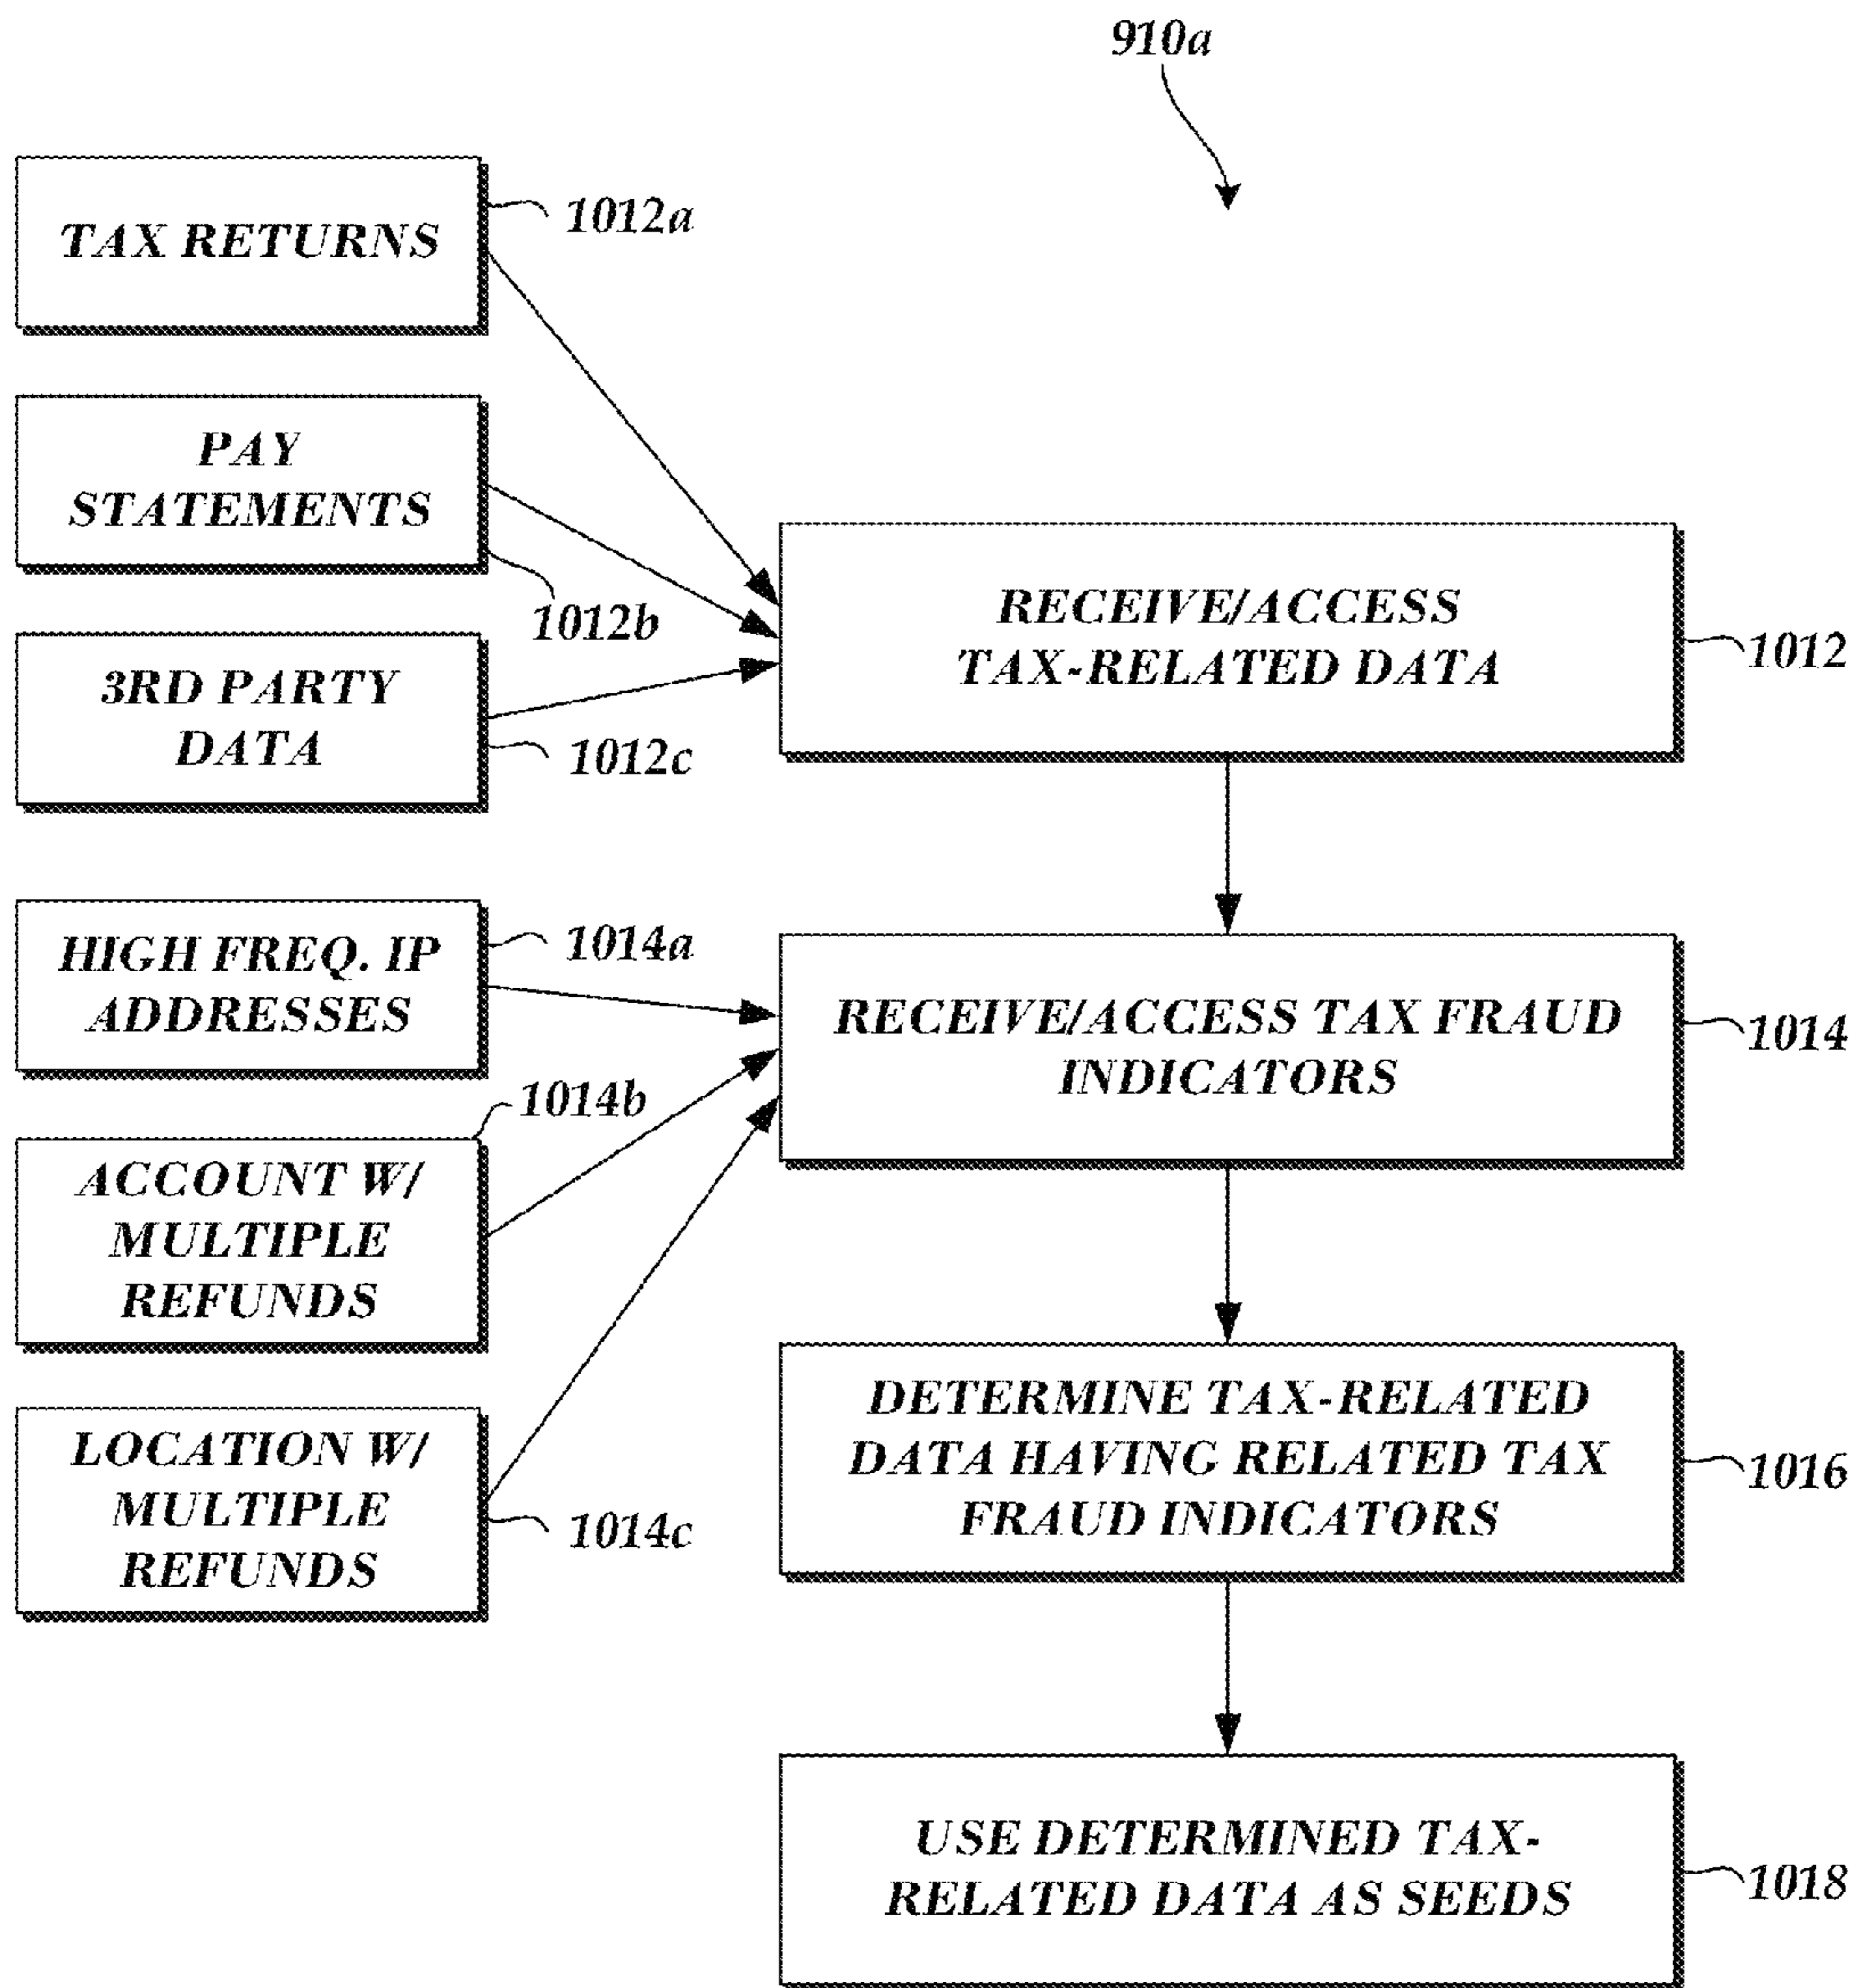 910a
TAX RETURNS
1012a
PAY
STATEMENTS
1012b
3RD PARTY
DATA
1012c
RECEIVE/ACCESS
TAX-RELATED DATA
1012
HIGH FREQ. IP
ADDRESSES
1014a
ACCOUNT W/
MULTIPLE
REFUNDS
1014b
LOCATION W/
MULTIPLE
REFUNDS
1014c
RECEIVE/ACCESS TAX FRAUD
INDICATORS
1014
DETERMINE TAX-RELATED
DATA HAVING RELATED TAX
FRAUD INDICATORS
1016
USE DETERMINED TAX-
RELATED DATA AS SEEDS
1018